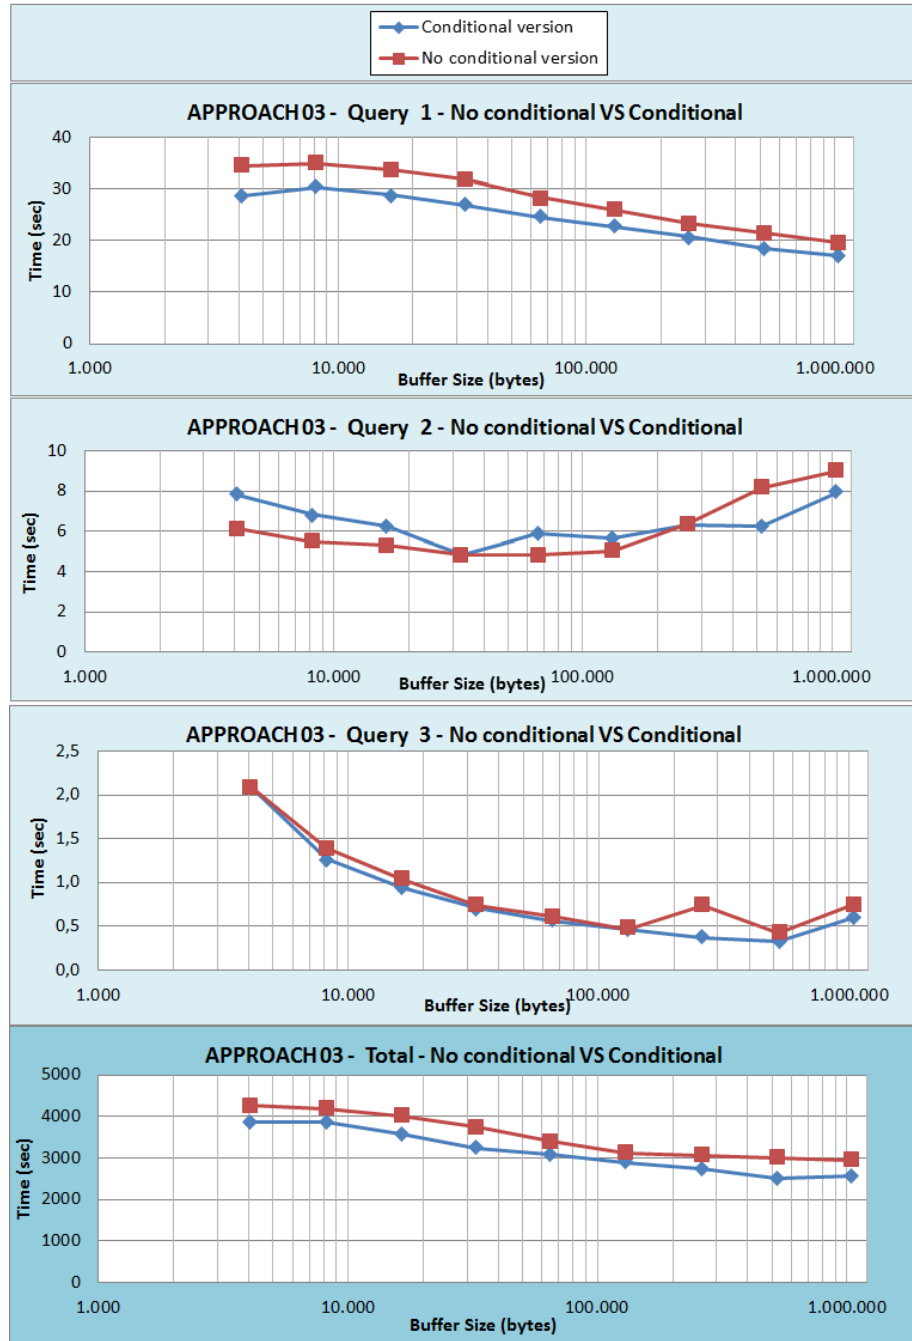 Conditional version
No conditional version
APPROACH 03 - Query 1 - No conditional VS Conditional
40
30
20
10
0
Time (sec)
1.000 10.000 100.000 1.000.000
Buffer Size (bytes)
APPROACH 03 - Query 2 - No conditional VS Conditional
10
8
6
4
2
0
Time (sec)
1.000 10.000 100.000 1.000.000
Buffer Size (bytes)
APPROACH 03 - Query 3 - No conditional VS Conditional
2,5
2,0
1,5
1,0
0,5
0,0
Time (sec)
1.000 10.000 100.000 1.000.000
Buffer Size (bytes)
APPROACH 03 - Total - No conditional VS Conditional
5000
4000
3000
2000
1000
0
Time (sec)
1.000 10.000 100.000 1.000.000
Buffer Size (bytes)